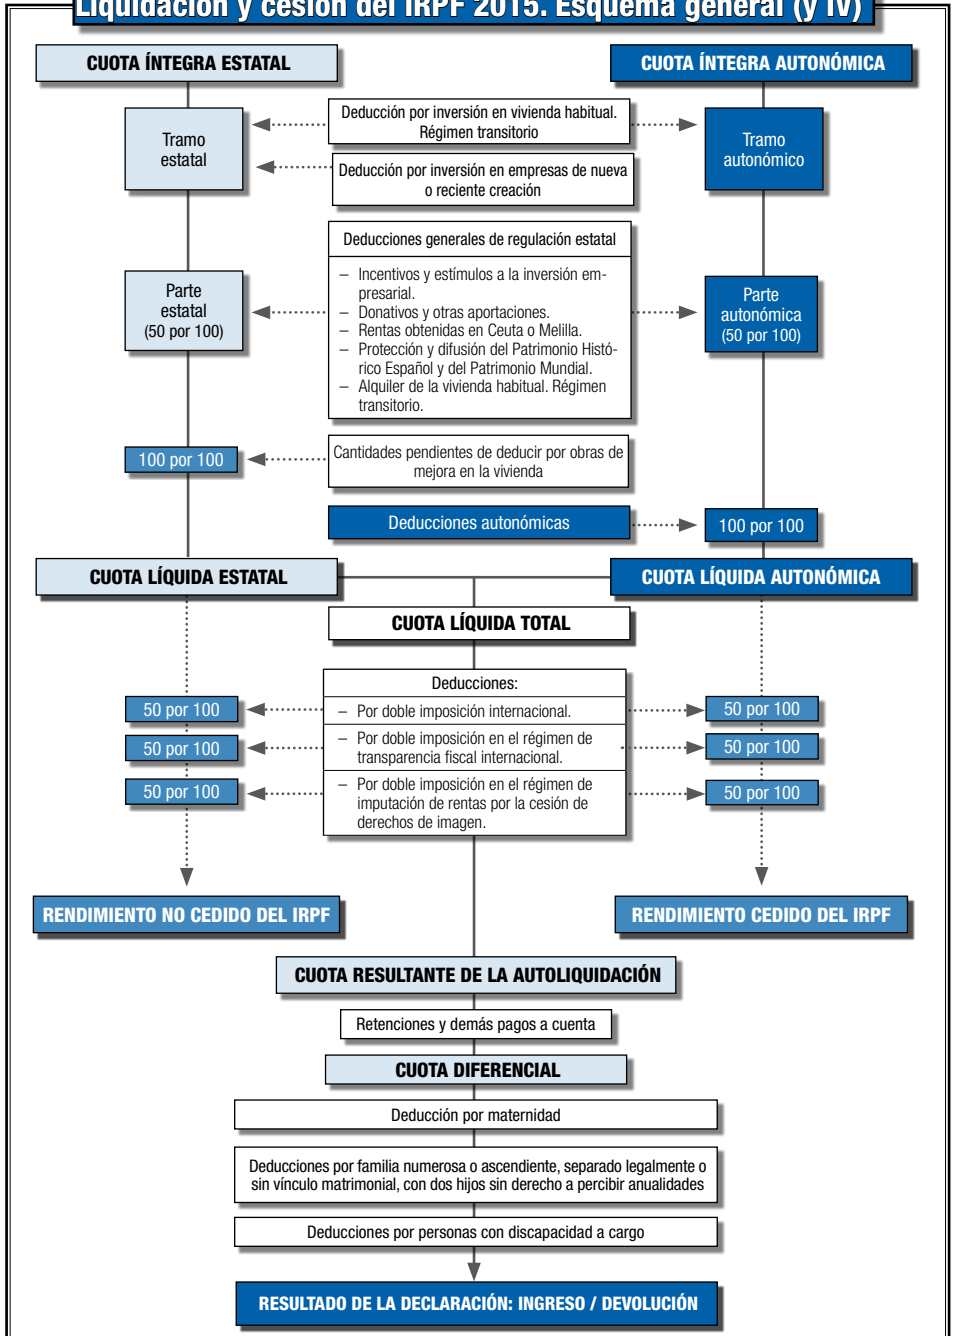 Liquidación y cesión del IRPF 2015. Esquema general (y IV)
CUOTA ÍNTEGRA ESTATAL
CUOTA ÍNTEGRA AUTONÓMICA
Deducción por inversión en vivienda habitual.
Régimen transitorio
Tramo
estatal
Tramo
autonómico
Deducción por inversión en empresas de nueva
o reciente creación
Deducciones generales de regulación estatal
– Incentivos y estímulos a la inversión em-
presarial.
– Donativos y otras aportaciones.
– Rentas obtenidas en Ceuta o Melilla.
– Protección y difusión del Patrimonio Histó-
rico Español y del Patrimonio Mundial.
– Alquiler de la vivienda habitual. Régimen
transitorio.
Parte
estatal
(50 por 100)
Parte
autonómica
(50 por 100)
100 por 100
Cantidades pendientes de deducir por obras de
mejora en la vivienda
Deducciones autonómicas
100 por 100
CUOTA LÍQUIDA ESTATAL
CUOTA LÍQUIDA AUTONÓMICA
CUOTA LÍQUIDA TOTAL
Deducciones:
50 por 100
– Por doble imposición internacional.
50 por 100
50 por 100
– Por doble imposición en el régimen de
transparencia fiscal internacional.
50 por 100
50 por 100
– Por doble imposición en el régimen de
imputación de rentas por la cesión de
derechos de imagen.
50 por 100
RENDIMIENTO NO CEDIDO DEL IRPF
RENDIMIENTO CEDIDO DEL IRPF
CUOTA RESULTANTE DE LA AUTOLIQUIDACIÓN
Retenciones y demás pagos a cuenta
CUOTA DIFERENCIAL
Deducción por maternidad
Deducciones por familia numerosa o ascendiente, separado legalmente o
sin vínculo matrimonial, con dos hijos sin derecho a percibir anualidades
Deducciones por personas con discapacidad a cargo
RESULTADO DE LA DECLARACIÓN: INGRESO / DEVOLUCIÓN